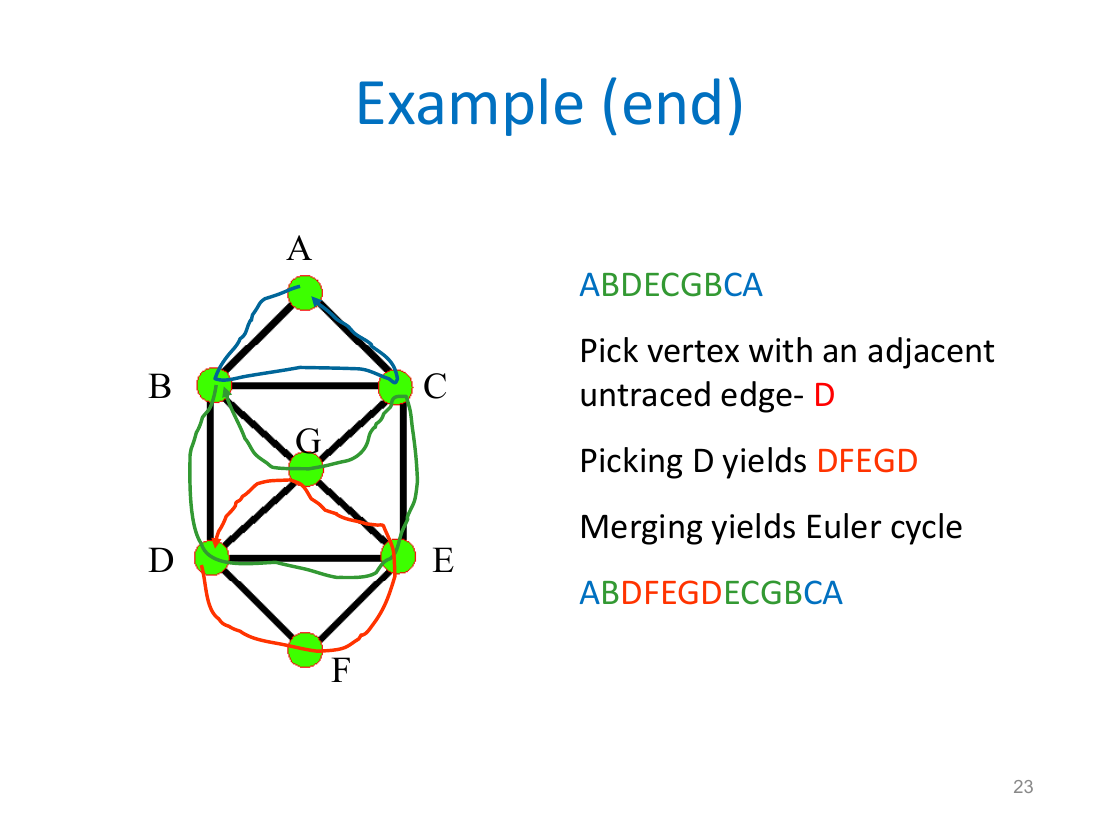 Example (end)
A
B
C
G
D
E
F
ABDECGBCA
Pick vertex with an adjacent
untraced edge- D
Picking D yields DFEGD
Merging yields Euler cycle
ABDFEGDECGBCA
23